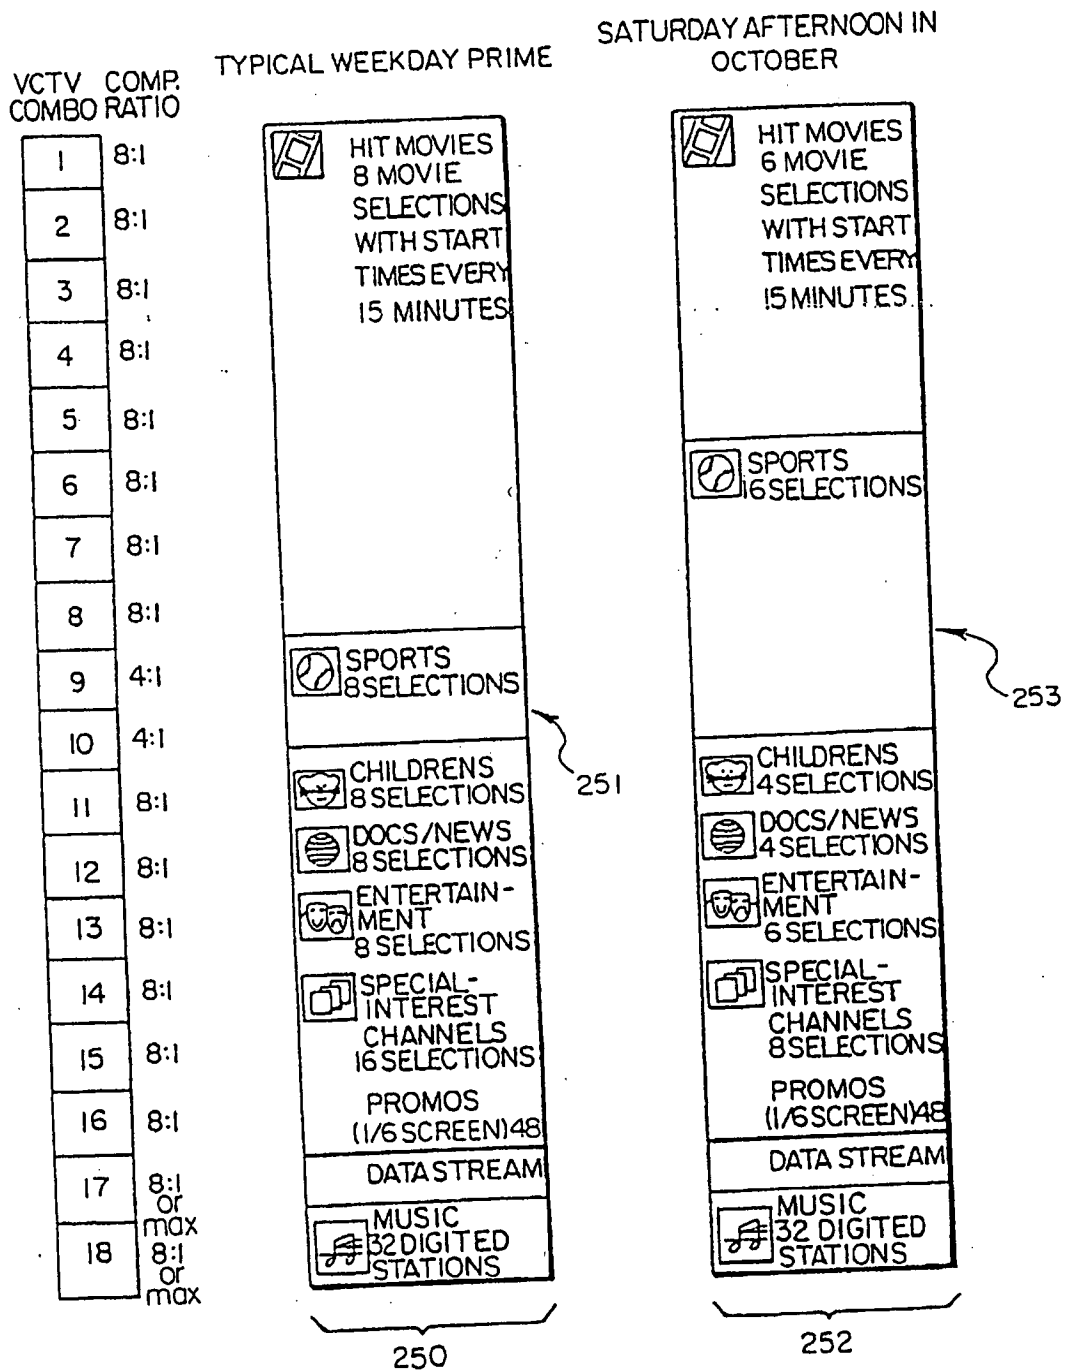 VCTV COMP.
COMBO RATIO
1 8:1
2 8:1
3 8:1
4 8:1
5 8:1
6 8:1
7 8:1
8 8:1
9 4:1
10 4:1
11 8:1
12 8:1
13 8:1
14 8:1
15 8:1
16 8:1
17 8:1
or
max
18 8:1
or
max
TYPICAL WEEKDAY PRIME
HIT MOVIES
8 MOVIE
SELECTIONS
WITH START
TIMES EVERY
15 MINUTES
SPORTS
8 SELECTIONS
251
CHILDRENS
8 SELECTIONS
DOCS/NEWS
8 SELECTIONS
ENTERTAIN-
MENT
8 SELECTIONS
SPECIAL-
INTEREST
CHANNELS
16 SELECTIONS
PROMOS
(1/6 SCREEN) 48
DATA STREAM
MUSIC
32 DIGITED
STATIONS
250
SATURDAY AFTERNOON IN
OCTOBER
HIT MOVIES
6 MOVIE
SELECTIONS
WITH START
TIMES EVERY
15 MINUTES
SPORTS
16 SELECTIONS
253
CHILDRENS
4 SELECTIONS
DOCS/NEWS
4 SELECTIONS
ENTERTAIN-
MENT
6 SELECTIONS
SPECIAL-
INTEREST
CHANNELS
8 SELECTIONS
PROMOS
(1/6 SCREEN) 48
DATA STREAM
MUSIC
32 DIGITED
STATIONS
252